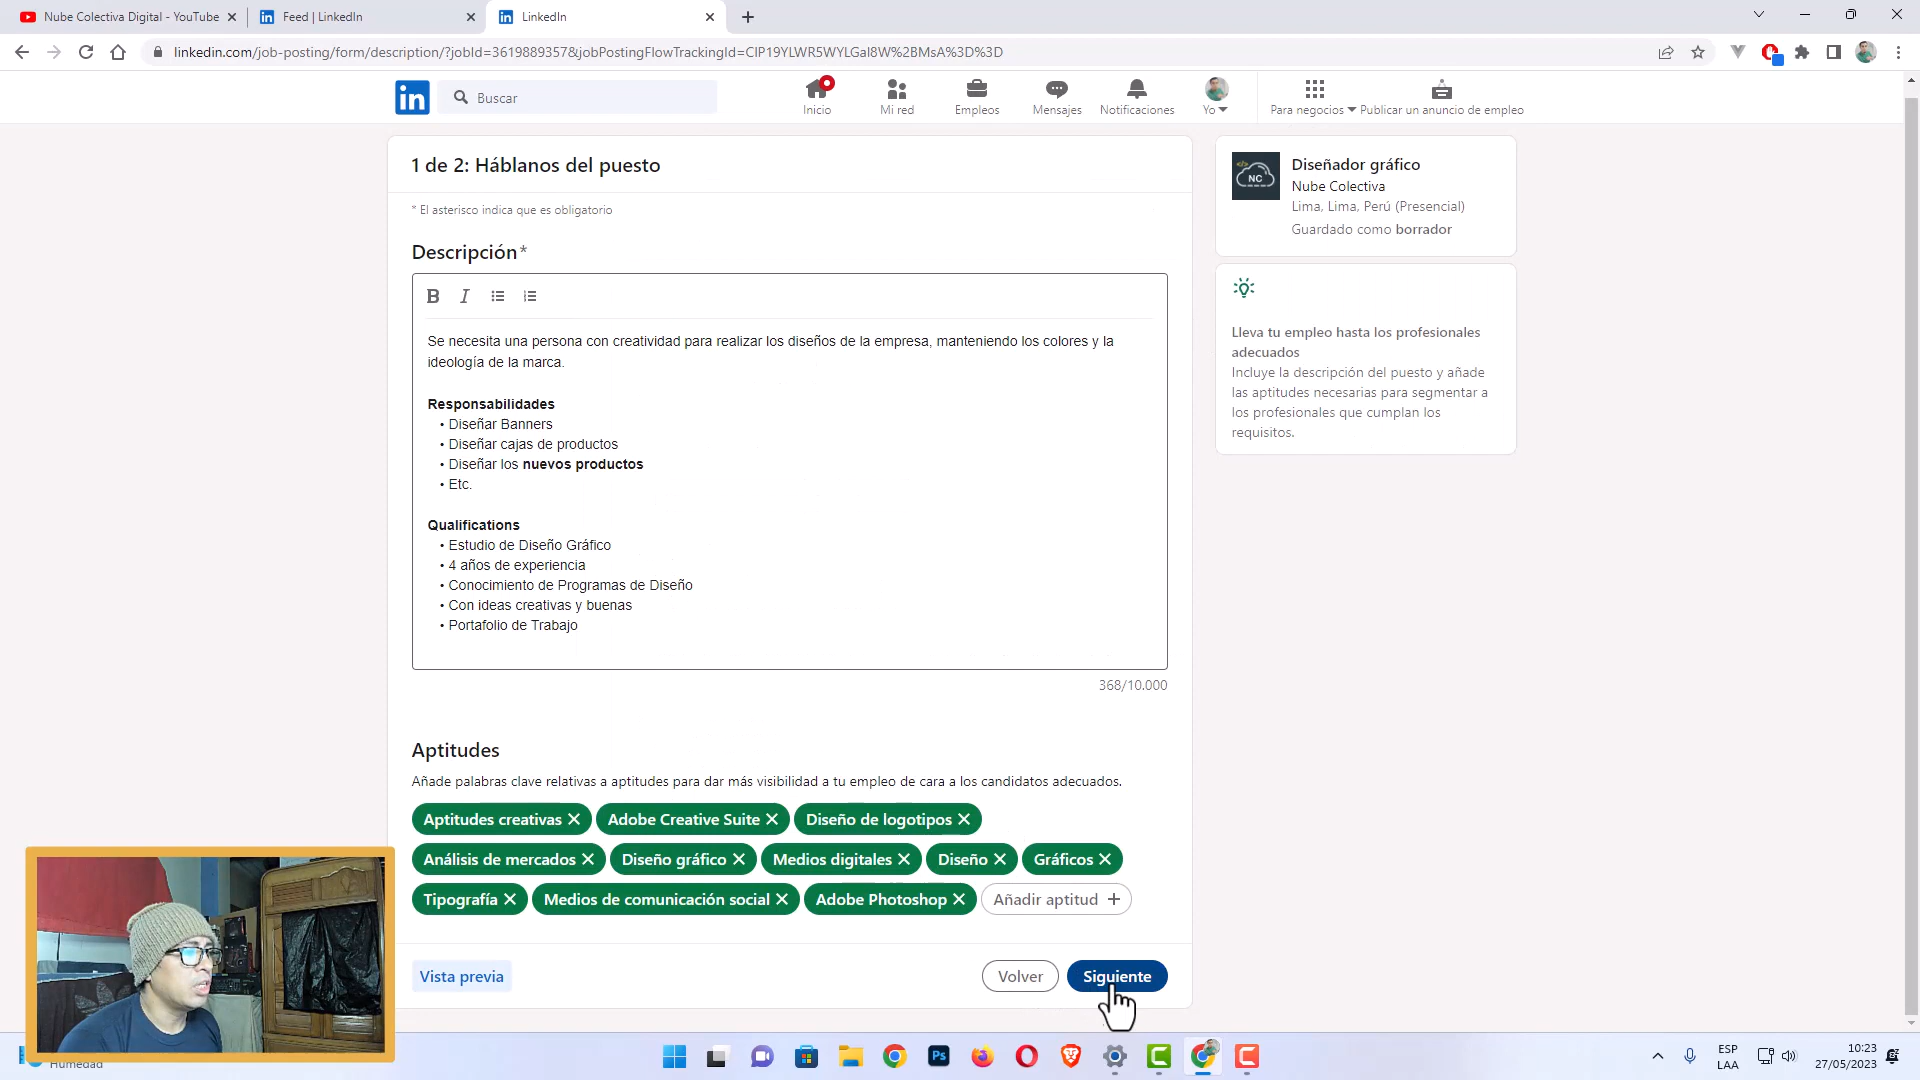 Nube Colectiva Digital - YouTube
Feed | LinkedIn
LinkedIn
linkedin.com/job-posting/form/description/?jobId=3619889357&jobPostingFlowTrackingId=CIP19YLWR5WYLGaI8W%2BMsA%3D%3D
in
Buscar
Inicio
Mi red
Empleos
Mensajes
Notificaciones
Yo
Para negocios
Publicar un anuncio de empleo
1 de 2: Háblanos del puesto
* El asterisco indica que es obligatorio
Descripción*
B I
Se necesita una persona con creatividad para realizar los diseños de la empresa, manteniendo los colores y la
ideología de la marca.
Responsabilidades
• Diseñar Banners
• Diseñar cajas de productos
• Diseñar los nuevos productos
• Etc.
Qualifications
• Estudio de Diseño Gráfico
• 4 años de experiencia
• Conocimiento de Programas de Diseño
• Con ideas creativas y buenas
• Portafolio de Trabajo
368/10.000
Aptitudes
Añade palabras clave relativas a aptitudes para dar más visibilidad a tu empleo de cara a los candidatos adecuados.
Aptitudes creativas
Adobe Creative Suite
Diseño de logotipos
Análisis de mercados
Diseño gráfico
Medios digitales
Diseño
Gráficos
Tipografía
Medios de comunicación social
Adobe Photoshop
Añadir aptitud +
Vista previa
Volver
Siguiente
NC
Diseñador gráfico
Nube Colectiva
Lima, Lima, Perú (Presencial)
Guardado como borrador
Lleva tu empleo hasta los profesionales
adecuados
Incluye la descripción del puesto y añade
las aptitudes necesarias para segmentar a
los profesionales que cumplan los
requisitos.
Humedad
Ps
ESP
LAA
10:23
27/05/2023